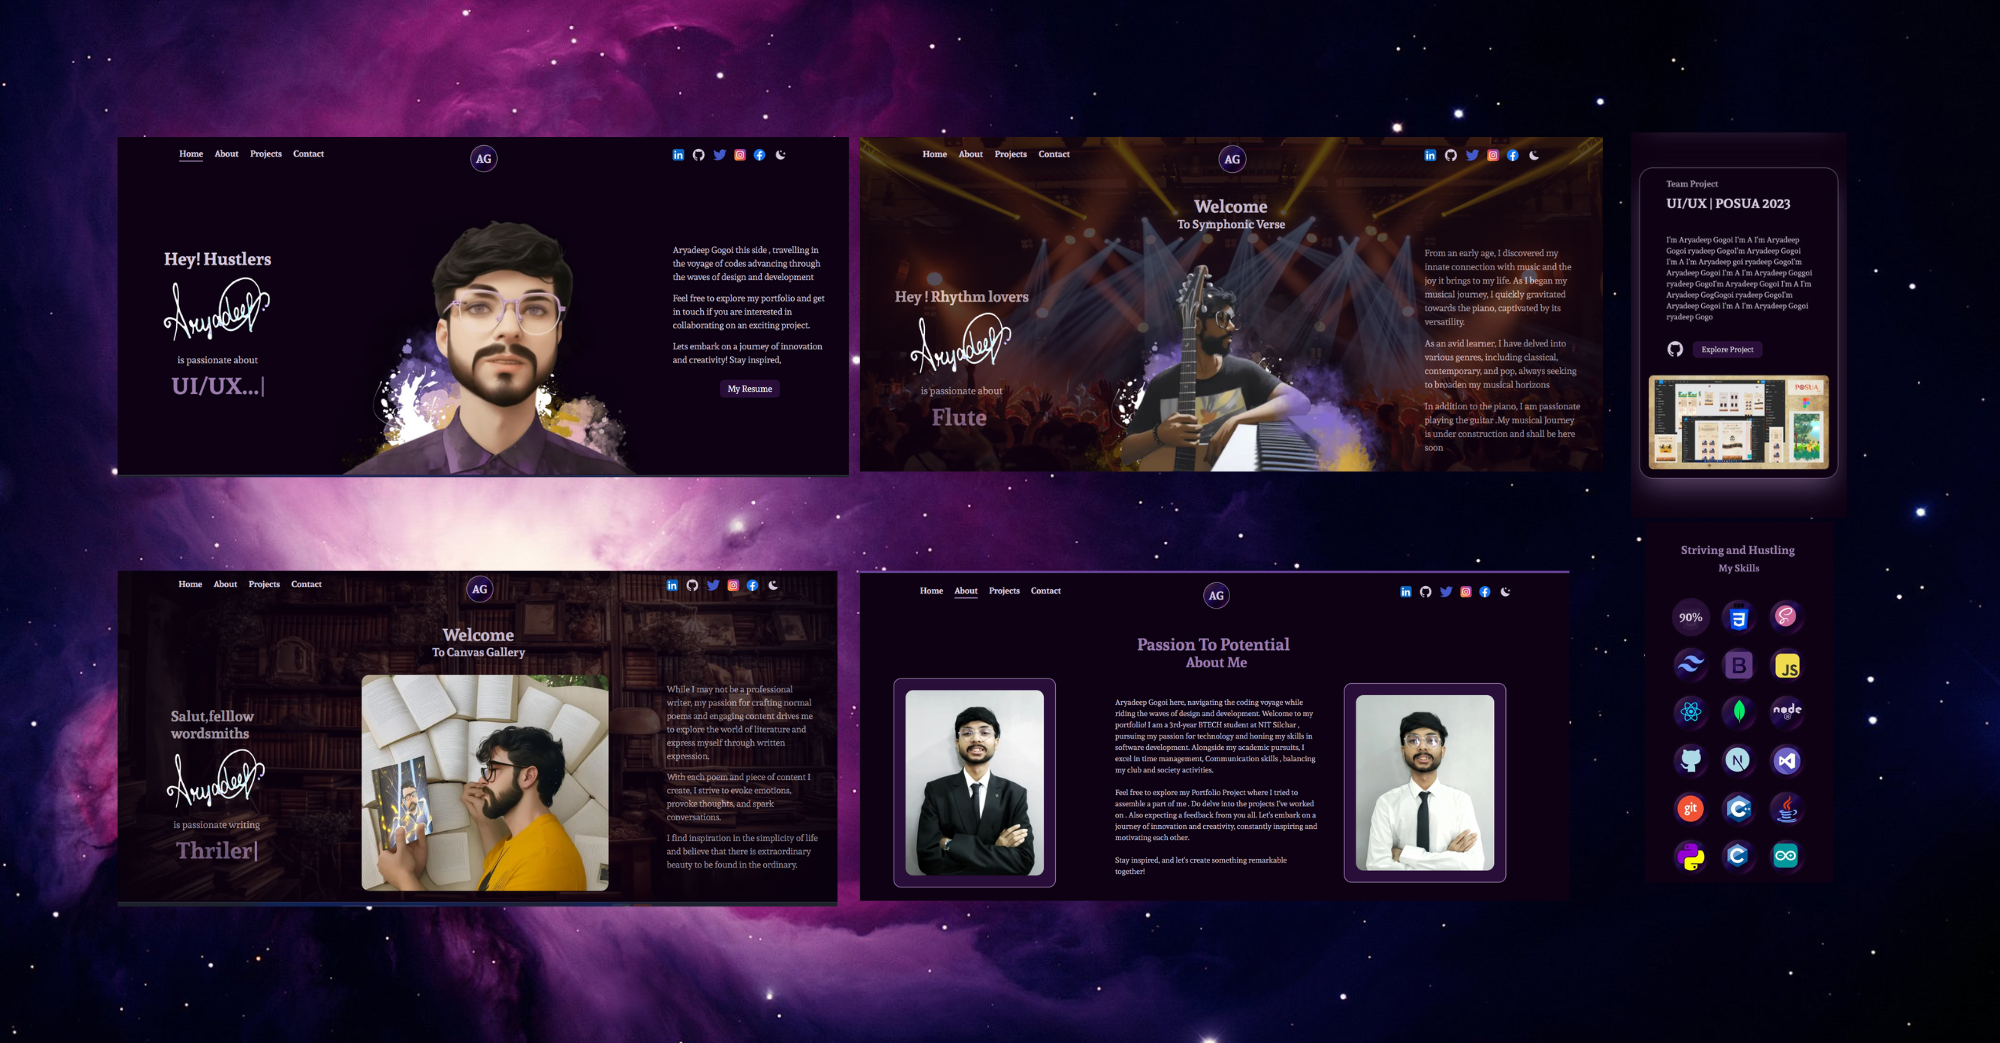 Home About Projects Contact
AG
Hey! Hustlers
Aryadeep
is passionate about
UI/UX...|
Aryadeep Gogoi this side , travelling in
the voyage of codes advancing through
the waves of design and development
Feel free to explore my portfolio and get
in touch if you are interested in
collaborating on an exciting project.
Lets embark on a journey of innovation
and creativity! Stay inspired,
My Resume
Home About Projects Contact
AG
Welcome
To Symphonic Verse
Hey ! Rhythm lovers
Aryadeep
is passionate about
Flute
From an early age, I discovered my
innate connection with music and the
joy it brings to my life. As I began my
musical journey, I quickly gravitated
towards the piano, captivated by its
versatility.
As an avid learner, I have delved into
various genres, including classical,
contemporary, and pop, always seeking
to broaden my musical horizons
In addition to the piano, I am passionate
playing the guitar .My musical journey
is under construction and shall be here
soon
Team Project
UI/UX | POSUA 2023
I'm Aryadeep Gogoi I'm A I'm Aryadeep
Gogoi ryadeep GogoI'm Aryadeep Gogoi
I'm A I'm Aryadeep goi ryadeep GogoI'm
Aryadeep Gogoi I'm A I'm Aryadeep Goggoi
ryadeep GogoI'm Aryadeep Gogoi I'm A I'm
Aryadeep GogGogoi ryadeep GogoI'm
Aryadeep Gogoi I'm A I'm Aryadeep Gogoi
ryadeep Gogo
Explore Project
POSUA
Home About Projects Contact
AG
Welcome
To Canvas Gallery
Salut,felllow
wordsmiths
Aryadeep
is passionate writing
Thriler|
While I may not be a professional
writer, my passion for crafting normal
poems and engaging content drives me
to explore the world of literature and
express myself through written
expression.
With each poem and piece of content I
create, I strive to evoke emotions,
provoke thoughts, and spark
conversations.
I find inspiration in the simplicity of life
and believe that there is extraordinary
beauty to be found in the ordinary.
Home About Projects Contact
AG
Passion To Potential
About Me
Aryadeep Gogoi here, navigating the coding voyage while
riding the waves of design and development. Welcome to my
portfolio! I am a 3rd-year BTECH student at NIT Silchar ,
pursuing my passion for technology and honing my skills in
software development. Alongside my academic pursuits, I
excel in time management, Communication skills , balancing
my club and society activities.
Feel free to explore my Portfolio Project where I tried to
assemble a part of me . Do delve into the projects I've worked
on . Also expecting a feedback from you all. Let's embark on a
journey of innovation and creativity, constantly inspiring and
motivating each other.
Stay inspired, and let's create something remarkable
together!
Striving and Hustling
My Skills
90%
B JS
node
N
git C
C